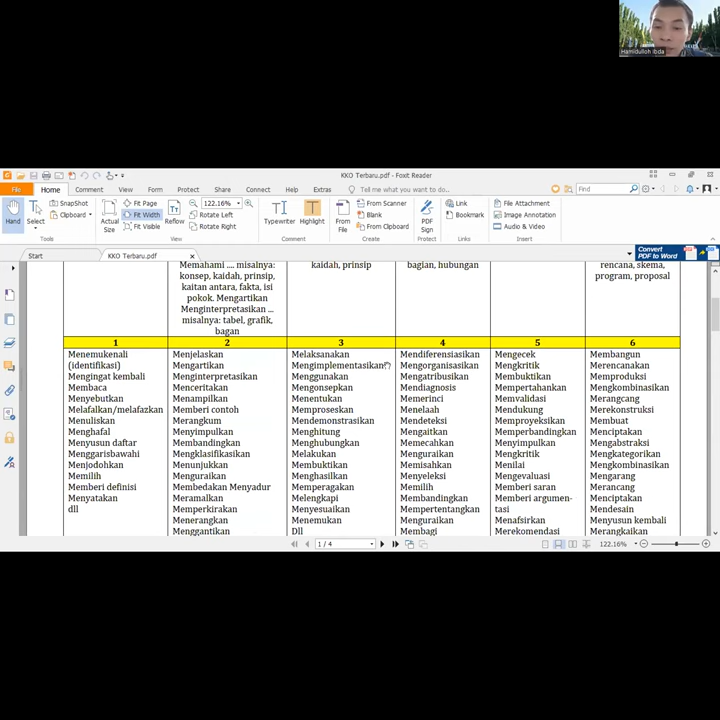 Hamidulloh Ibda
KKO Terbaru.pdf - Foxit Reader
File Home Comment View Form Protect Share Connect Help Extras Tell me what you want to do.. Find
Hand
Select
SnapShot
Clipboard
Actual Size
Fit Page
Fit Width
Fit Visible
Reflow
122.16%
Rotate Left
Rotate Right
Typewriter
Highlight
From File
From Scanner
Blank
From Clipboard
PDF Sign
Link
Bookmark
File Attachment
Image Annotation
Audio & Video
Tools View Comment Create Protect Links Insert
Start KKO Terbaru.pdf
Convert
PDF to Word
Memahami .... misalnya:
konsep, kaidah, prinsip,
kaitan antara, fakta, isi
pokok. Mengartikan
Menginterpretasikan ...
misalnya: tabel, grafik,
bagan
kaidah, prinsip
bagian, hubungan
rencana, skema,
program, proposal
1 2 3 4 5 6
Menemukenali
(identifikasi)
Mengingat kembali
Membaca
Menyebutkan
Melafalkan/melafazkan
Menuliskan
Menghafal
Menyusun daftar
Menggarisbawahi
Menjodohkan
Memilih
Memberi definisi
Menyatakan
dll
Menjelaskan
Mengartikan
Menginterpretasikan
Menceritakan
Menampilkan
Memberi contoh
Merangkum
Menyimpulkan
Membandingkan
Mengklasifikasikan
Menunjukkan
Menguraikan
Membedakan Menyadur
Meramalkan
Memperkirakan
Menerangkan
Menggantikan
Melaksanakan
Mengimplementasikan
Menggunakan
Mengonsepkan
Menentukan
Memproseskan
Mendemonstrasikan
Menghitung
Menghubungkan
Melakukan
Membuktikan
Menghasilkan
Memperagakan
Melengkapi
Menyesuaikan
Menemukan
Dll
Mendiferensiasikan
Mengorganisasikan
Mengatribusikan
Mendiagnosis
Memerinci
Menelaah
Mendeteksi
Mengaitkan
Memecahkan
Menguraikan
Memisahkan
Menyeleksi
Memilih
Membandingkan
Mempertentangkan
Menguraikan
Membagi
Mengecek
Mengkritik
Membuktikan
Mempertahankan
Memvalidasi
Mendukung
Memproyeksikan
Memperbandingkan
Menyimpulkan
Mengkritik
Menilai
Mengevaluasi
Memberi saran
Memberi argumen-
tasi
Menafsirkan
Merekomendasi
Membangun
Merencanakan
Memproduksi
Mengkombinasikan
Merangcang
Merekonstruksi
Membuat
Menciptakan
Mengabstraksi
Mengkategorikan
Mengkombinasikan
Mengarang
Merancang
Menciptakan
Mendesain
Menyusun kembali
Merangkaikan
1 / 4
122.16%